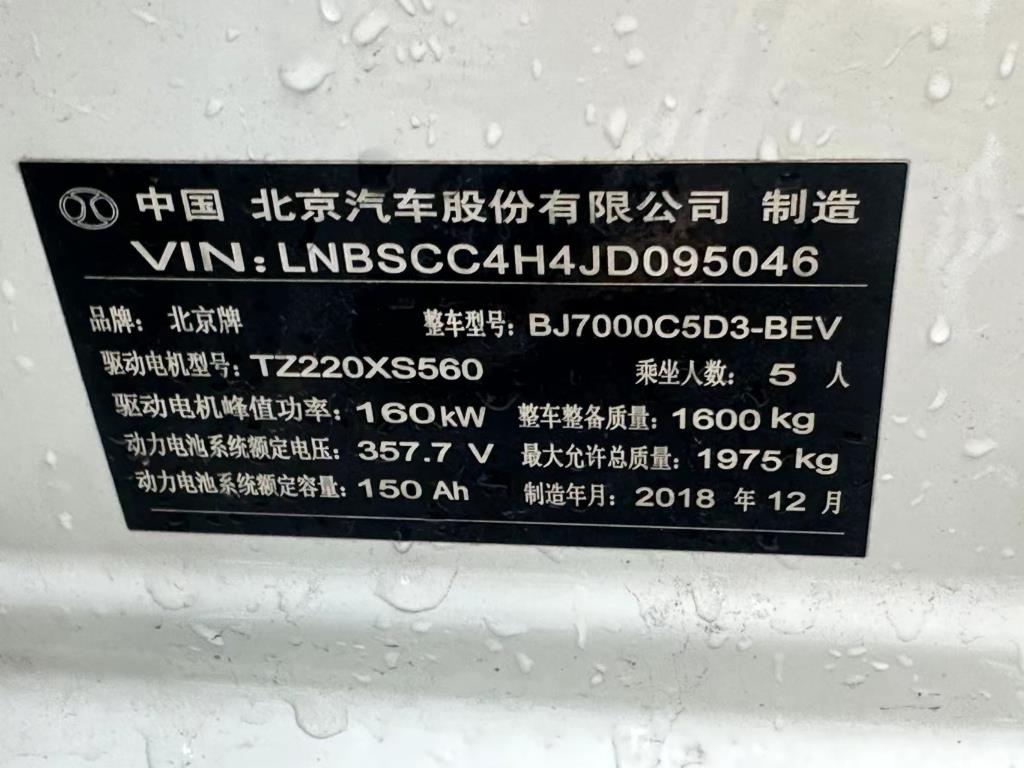 中国 北京汽车股份有限公司 制造
VIN: LNBSCC4H4JD095046
品牌: 北京牌 整车型号: BJ7000C5D3-BEV
驱动电机型号: TZ220XS560 乘坐人数: 5 人
驱动电机峰值功率: 160kW 整车整备质量: 1600 kg
动力电池系统额定电压: 357.7 V 最大允许总质量: 1975 kg
动力电池系统额定容量: 150 Ah 制造年月: 2018 年 12 月